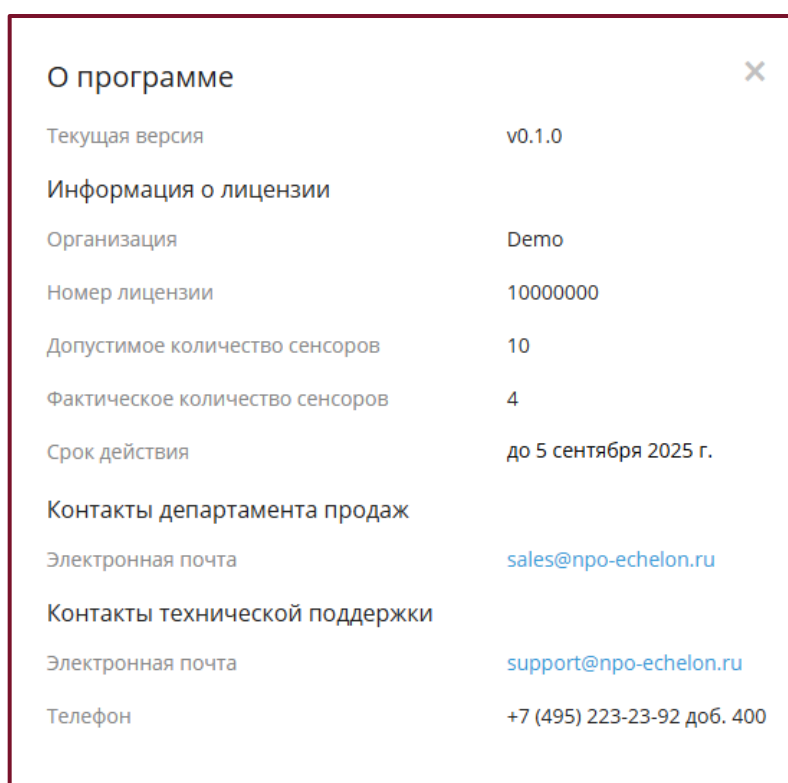 О программе
Текущая версия v0.1.0
Информация о лицензии
Организация Demo
Номер лицензии 10000000
Допустимое количество сенсоров 10
Фактическое количество сенсоров 4
Срок действия до 5 сентября 2025 г.
Контакты департамента продаж
Электронная почта sales@npo-echelon.ru
Контакты технической поддержки
Электронная почта support@npo-echelon.ru
Телефон +7 (495) 223-23-92 доб. 400